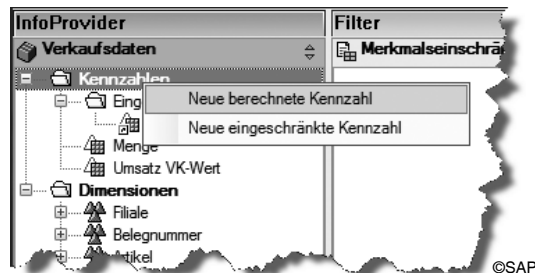 InfoProvider
Filter
Verkaufsdaten
Merkmalseinschrä
Kennzahlen
Eing
Neue berechnete Kennzahl
Neue eingeschränkte Kennzahl
Menge
Umsatz VK-Wert
Dimensionen
Filiale
Belegnummer
Artikel
©SAP